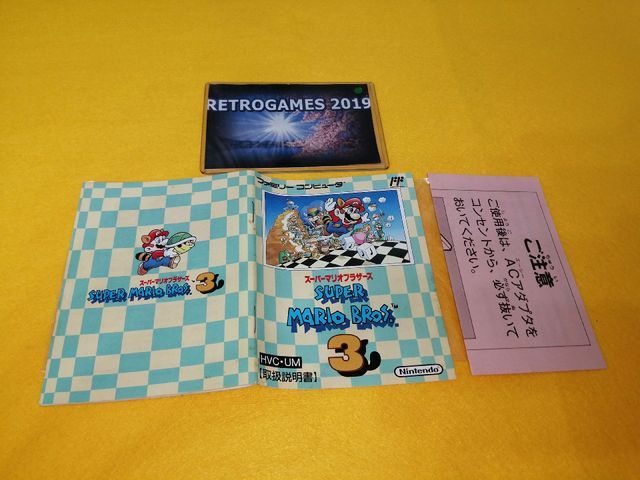 RETROGAMES 2019
スーパーマリオブラザーズ
SUPER MARIO BROS. 3
ファミリーコンピュータ
スーパーマリオブラザーズ
SUPER
MARIO BROS.™
3
HVC・UM
【取扱説明書】
Nintendo
ご注意
ご使用後は、ACアダプタを
コンセントから、必ず抜いて
おいてください。